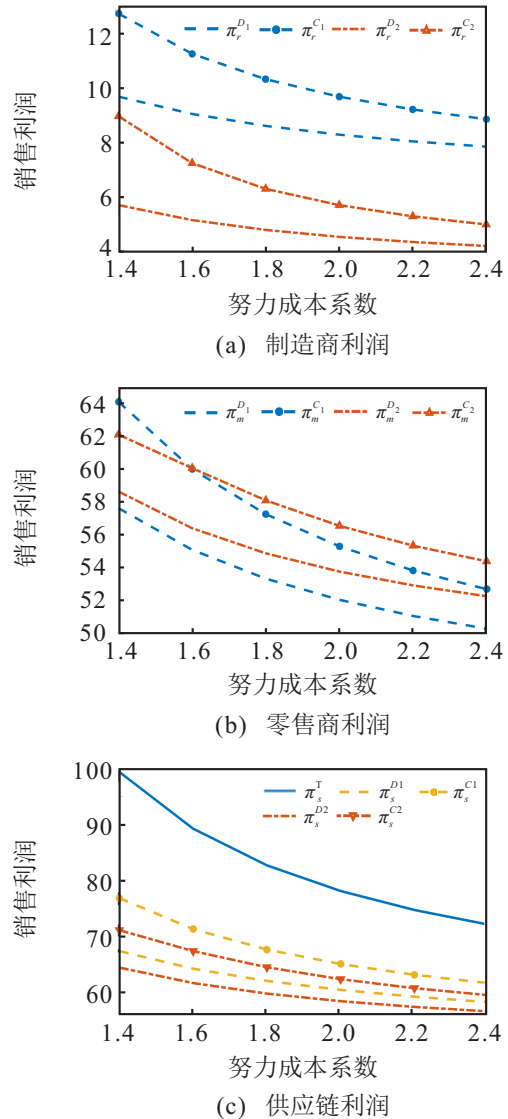 12
10
8
6
4
销售利润
π_r^{D_1} π_r^{C_1} π_r^{D_2} π_r^{C_2}
1.4 1.6 1.8 2.0 2.2 2.4
努力成本系数
(a) 制造商利润
64
62
60
58
56
54
52
50
销售利润
π_m^{D_1} π_m^{C_1} π_m^{D_2} π_m^{C_2}
1.4 1.6 1.8 2.0 2.2 2.4
努力成本系数
(b) 零售商利润
100
90
80
70
60
销售利润
π_s^T π_s^{D1} π_s^{C1}
π_s^{D2} π_s^{C2}
1.4 1.6 1.8 2.0 2.2 2.4
努力成本系数
(c) 供应链利润